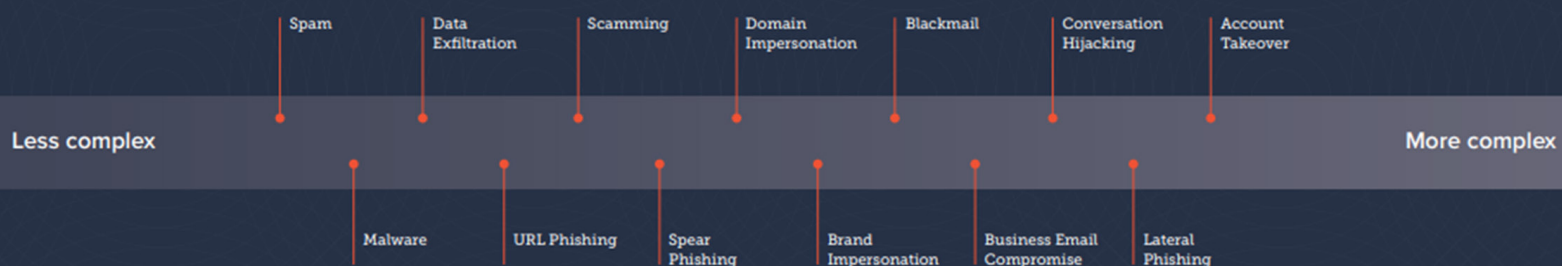 Spam
Data
Exfiltration
Scamming
Domain
Impersonation
Blackmail
Conversation
Hijacking
Account
Takeover
Less complex
More complex
Malware
URL Phishing
Spear
Phishing
Brand
Impersonation
Business Email
Compromise
Lateral
Phishing